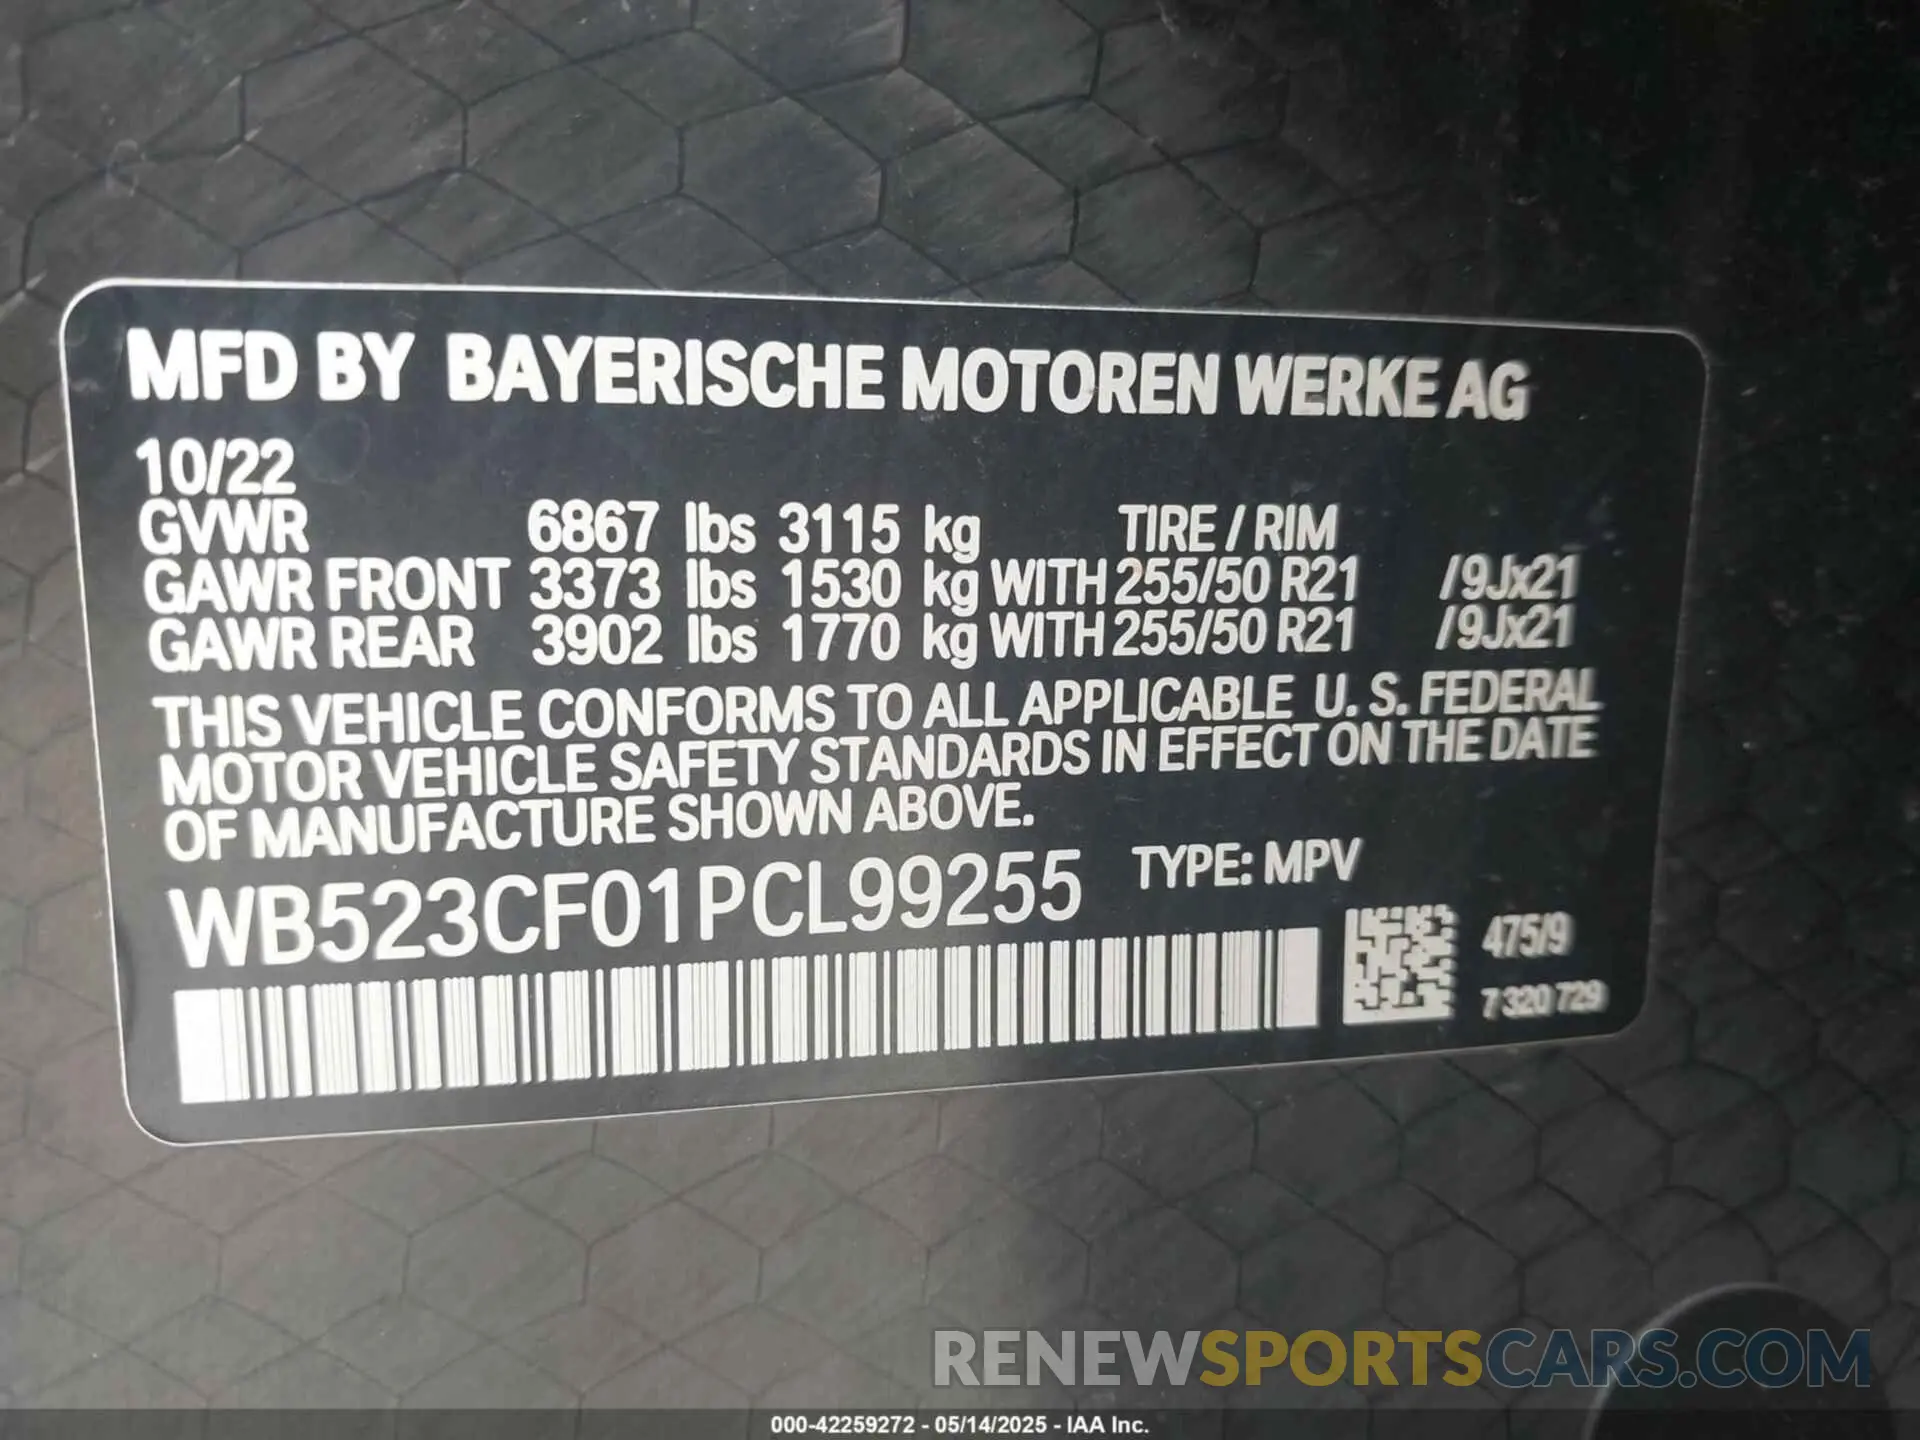 MFD BY BAYERISCHE MOTOREN WERKE AG
10/22
GVWR 6867 lbs 3115 kg TIRE / RIM
GAWR FRONT 3373 lbs 1530 kg WITH 255/50 R21 /9Jx21
GAWR REAR 3902 lbs 1770 kg WITH 255/50 R21 /9Jx21
THIS VEHICLE CONFORMS TO ALL APPLICABLE U. S. FEDERAL
MOTOR VEHICLE SAFETY STANDARDS IN EFFECT ON THE DATE
OF MANUFACTURE SHOWN ABOVE.
WB523CF01PCL99255 TYPE: MPV
475/9
7 320 729
RENEWSPORTSCARS.COM
000-42259272 - 05/14/2025 - IAA Inc.